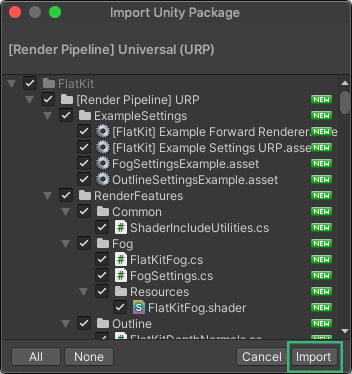 Import Unity Package
[Render Pipeline] Universal (URP)
FlatKit
[Render Pipeline] URP NEW
ExampleSettings NEW
[FlatKit] Example Forward Renderer. NEW
[FlatKit] Example Settings URP.asse NEW
FogSettingsExample.asset NEW
OutlineSettingsExample.asset NEW
RenderFeatures NEW
Common NEW
ShaderIncludeUtilities.cs NEW
Fog NEW
FlatKitFog.cs NEW
FogSettings.cs NEW
Resources NEW
FlatKitFog.shader NEW
Outline NEW
FlatKitDepthNormals.cs NEW
All None Cancel Import